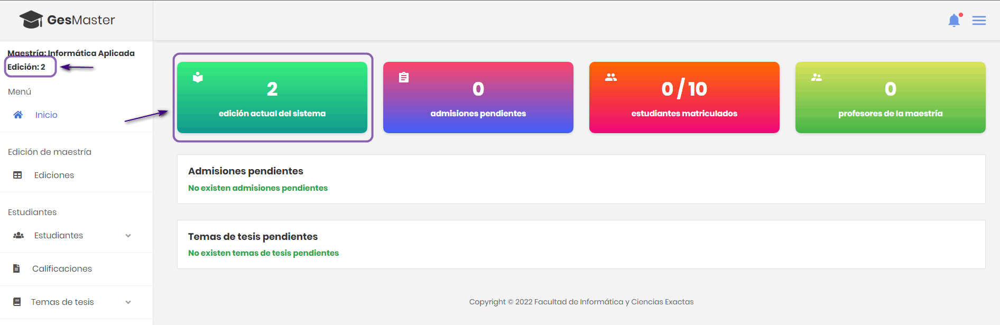 GesMaster
Maestría: Informática Aplicada
Edición: 2
Menú
Inicio
Edición de maestría
Ediciones
Estudiantes
Estudiantes
Calificaciones
Temas de tesis
2
edición actual del sistema
0
admisiones pendientes
0 / 10
estudiantes matriculados
0
profesores de la maestría
Admisiones pendientes
No existen admisiones pendientes
Temas de tesis pendientes
No existen temas de tesis pendientes
Copyright © 2022 Facultad de Informática y Ciencias Exactas